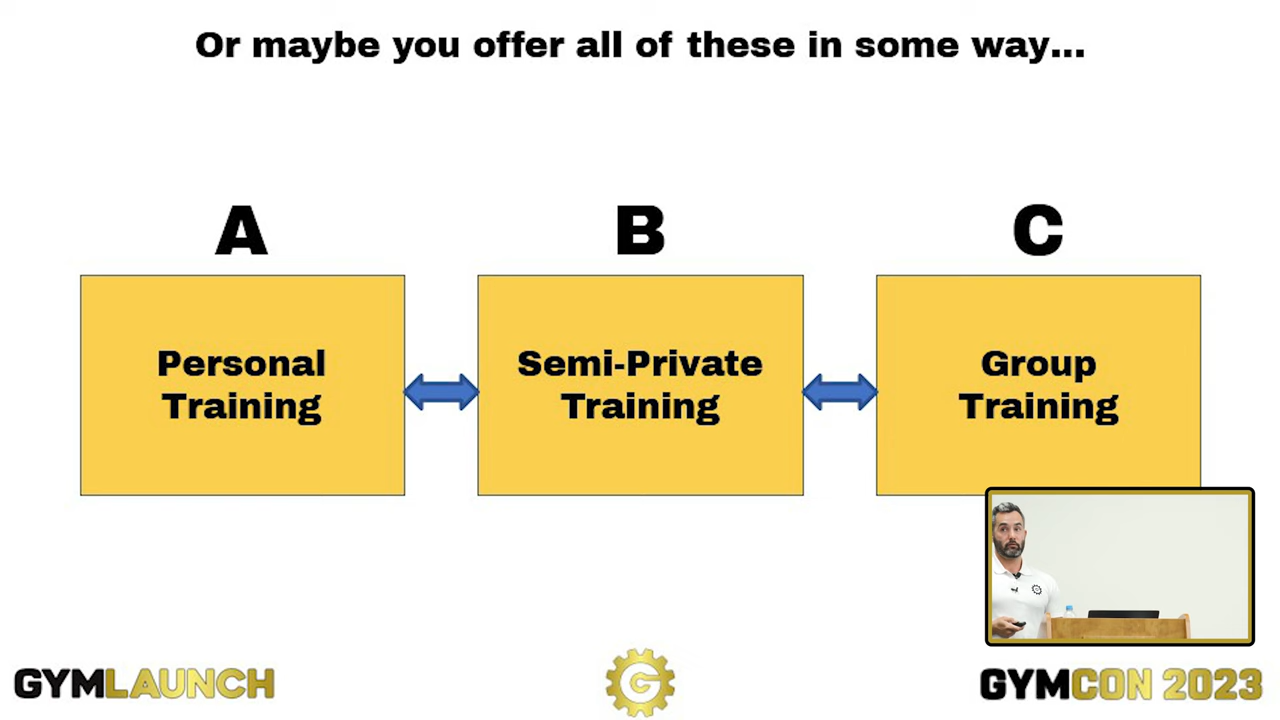 Or maybe you offer all of these in some way...
A
B
C
Personal
Training
Semi-Private
Training
Group
Training
GYMLAUNCH
G
GYMCON 2023